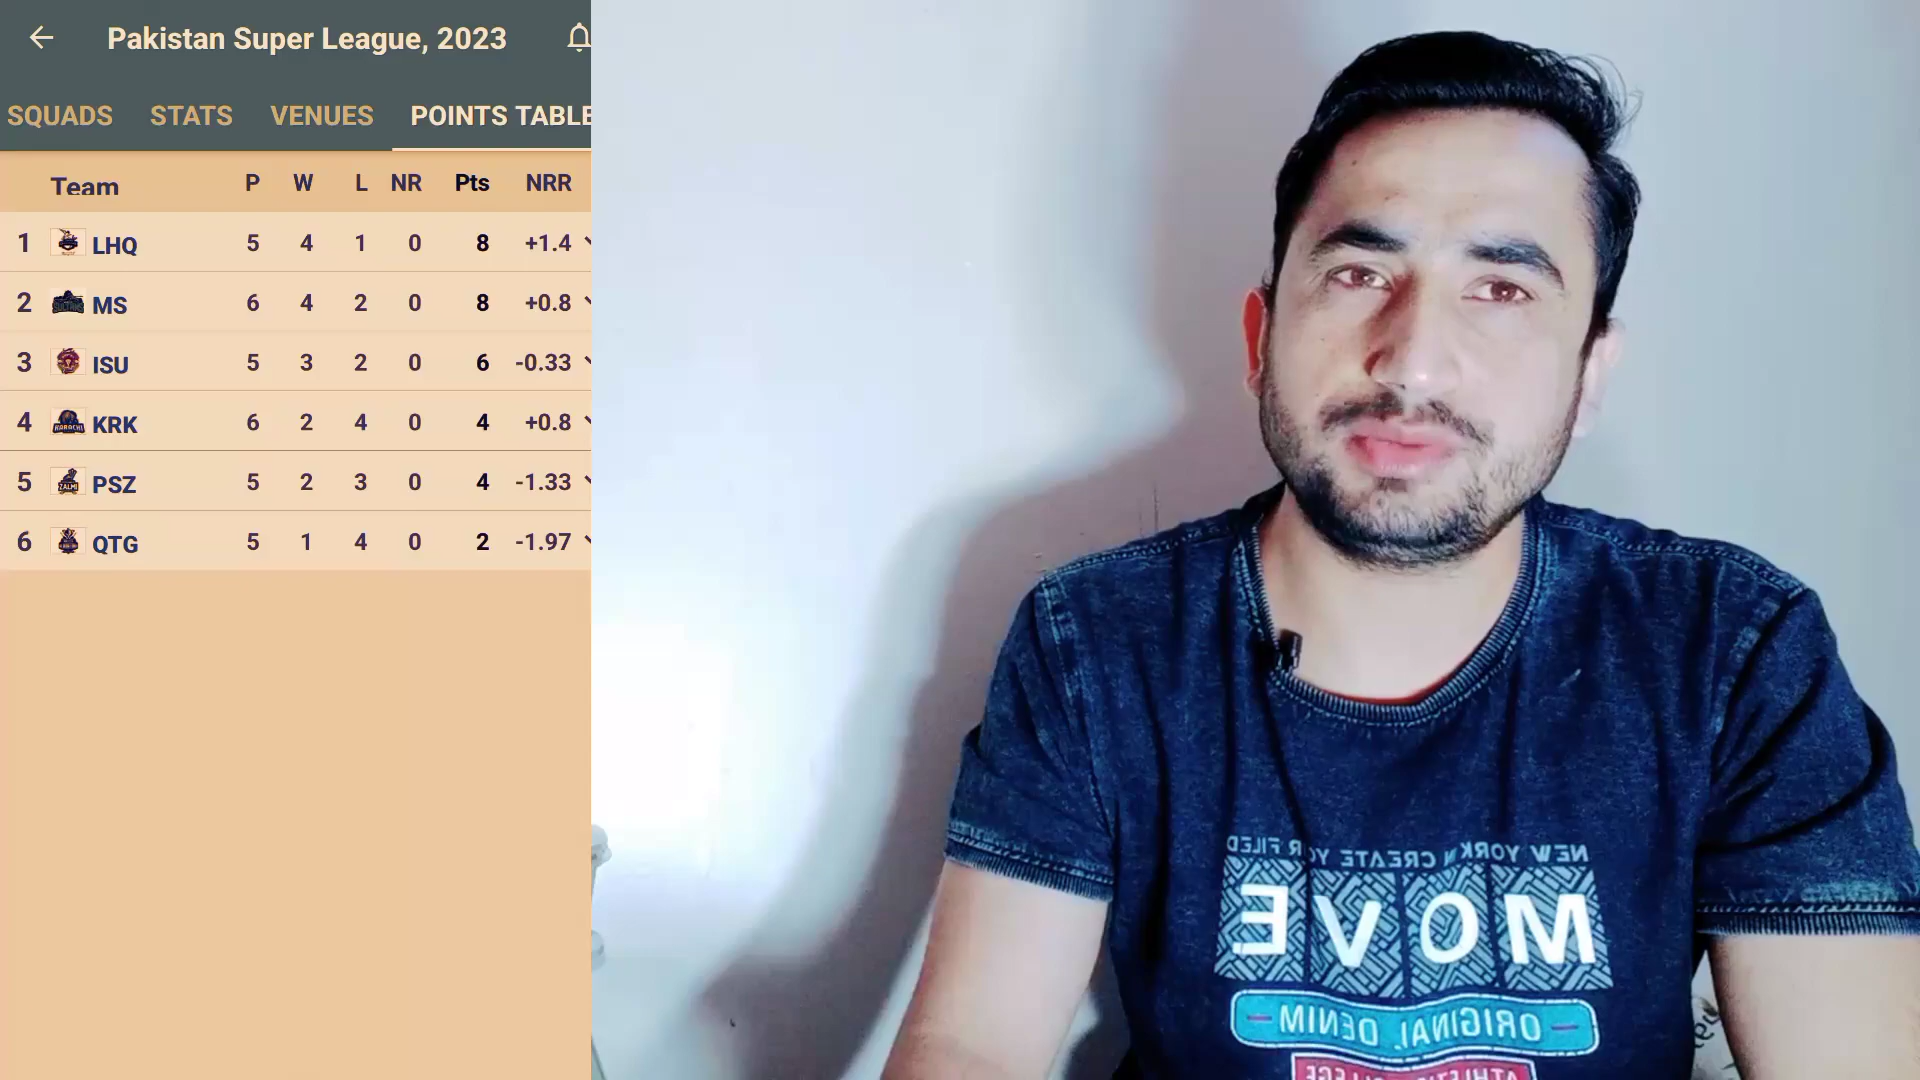 Pakistan Super League, 2023
SQUADS STATS VENUES POINTS TABLE
Team P W L NR Pts NRR
1 LHQ 5 4 1 0 8 +1.4
2 MS 6 4 2 0 8 +0.8
3 ISU 5 3 2 0 6 -0.33
4 KRK 6 2 4 0 4 +0.8
5 PSZ 5 2 3 0 4 -1.33
6 QTG 5 1 4 0 2 -1.97
NEW YORK CREATE FILED
MOVE
- ORIGINAL DENIM -